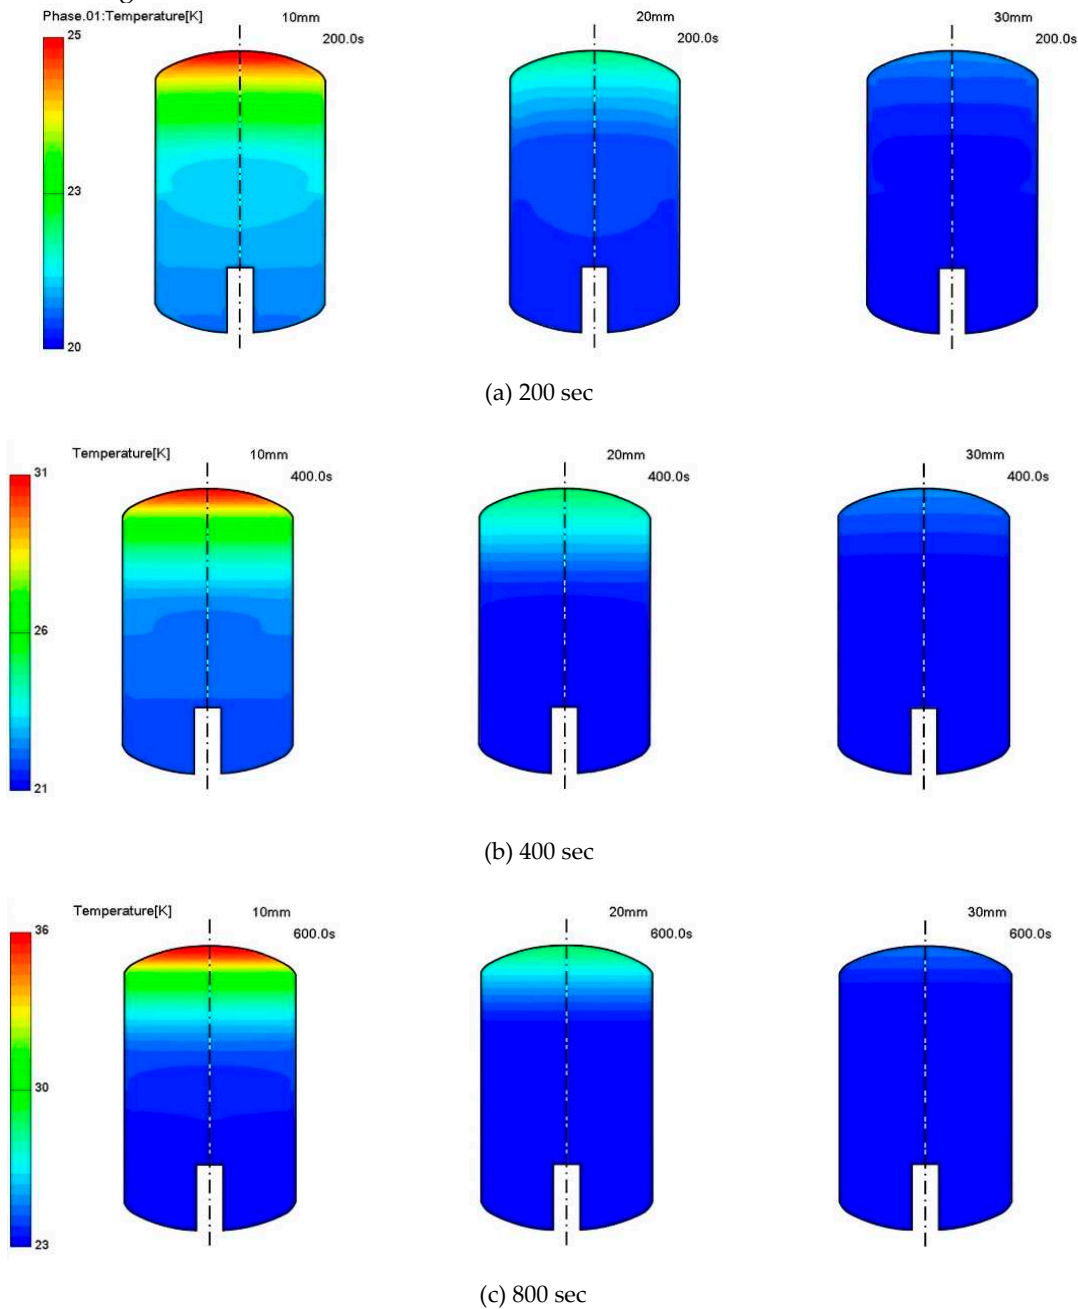 Phase.01:Temperature[K] 10mm 20mm 30mm
200.0s 200.0s 200.0s
25
23
20
(a) 200 sec
Temperature[K] 10mm 20mm 30mm
400.0s 400.0s 400.0s
31
26
21
(b) 400 sec
Temperature[K] 10mm 20mm 30mm
600.0s 600.0s 600.0s
36
30
23
(c) 800 sec